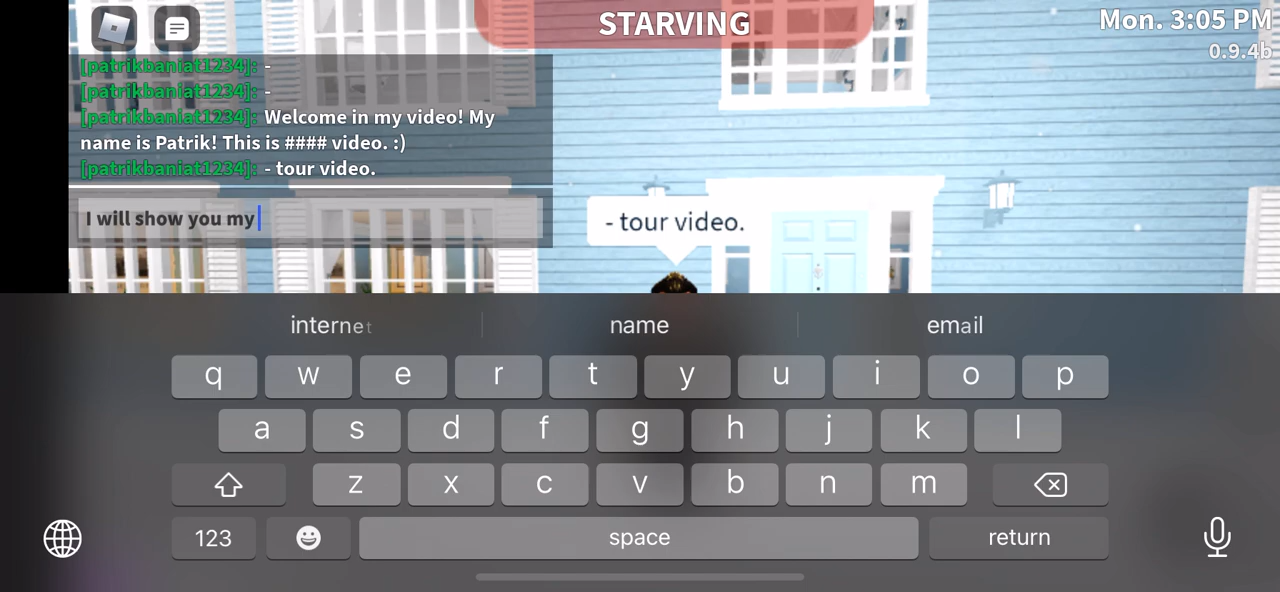 STARVING
Mon. 3:05 PM
0.9.4b
[patrikbaniat1234]: -
[patrikbaniat1234]: -
[patrikbaniat1234]: Welcome in my video! My
name is Patrik! This is #### video. :)
[patrikbaniat1234]: - tour video.
I will show you my
- tour video.
internet name email
q w e r t y u i o p
a s d f g h j k l
z x c v b n m
123 space return